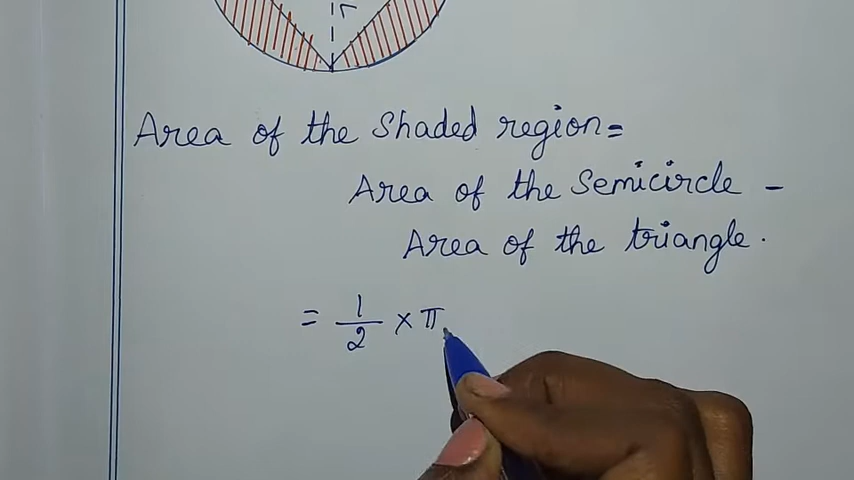 r
Area of the Shaded region =
Area of the Semicircle -
Area of the triangle.
= 1/2 × π